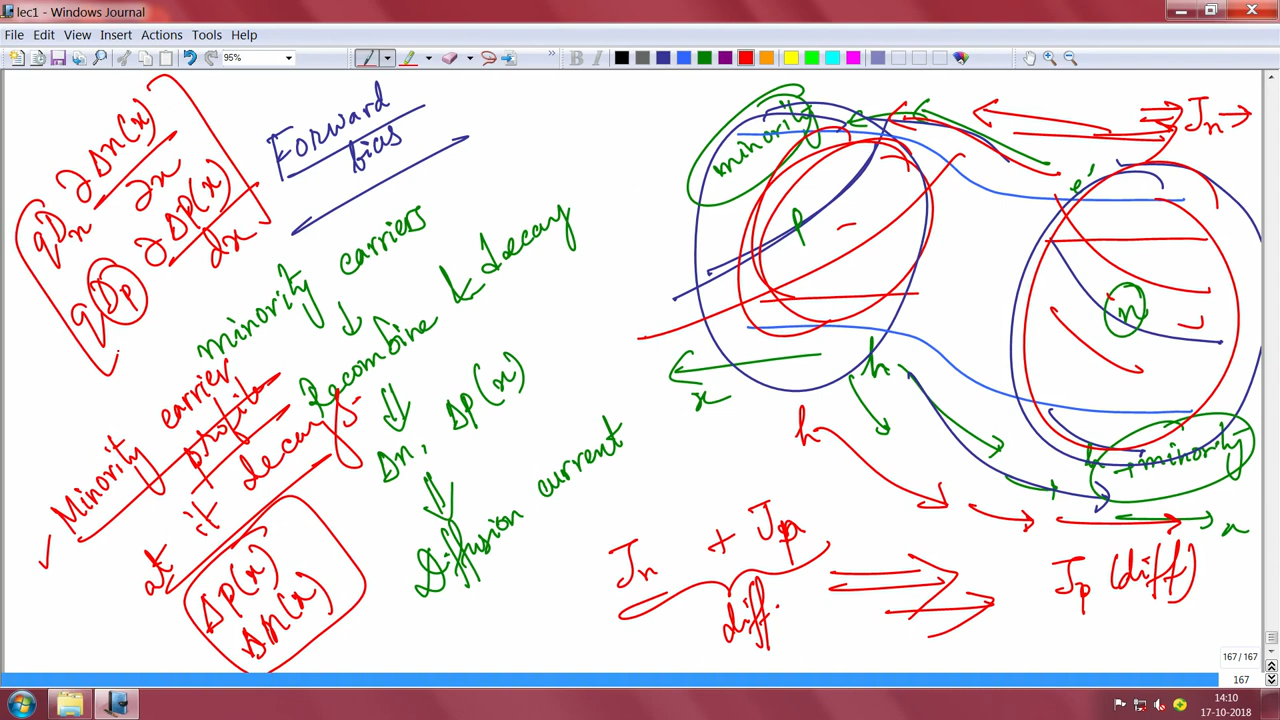 lec1 - Windows Journal
File Edit View Insert Actions Tools Help
95%
B I
qDn ∂Δn(x)/∂x
qDp ∂Δp(x)/dx
Forward
bias
minority carriers
↓
Recombine & decay
⇓
Δn, Δp(x)
⇓
Diffusion current
✓ Minority carrier
profile
at it decays:
Δp(x)
Δn(x)
minority
p
x
Jn →
e⁻
n
h
h
h minority
x
Jn + Jp
diff.
Jp (diff)
167 / 167
167
14:10
17-10-2018